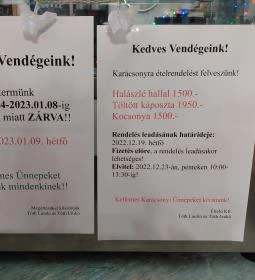 Vendégeink!
termünk
4-2023.01.08-ig
miatt ZÁRVA!!
2023.01.09. hétfő
mes Ünnepeket
nk mindenkinek!!
Kedves Vendégeink!
Karácsonyra ételrendelést felveszünk!
Halászlé hallal 1500.-
Töltött káposzta 1950.-
Kocsonya 1500.-
Rendelés leadásának határideje:
2022.12.19. hétfő
Fizetés előre, a rendelés leadásakor
lehetséges!
Elvitel: 2022.12.23-án, pénteken 10:00-
13:30-ig!
Kellemes Karácsonyi Ünnepeket kívánunk!